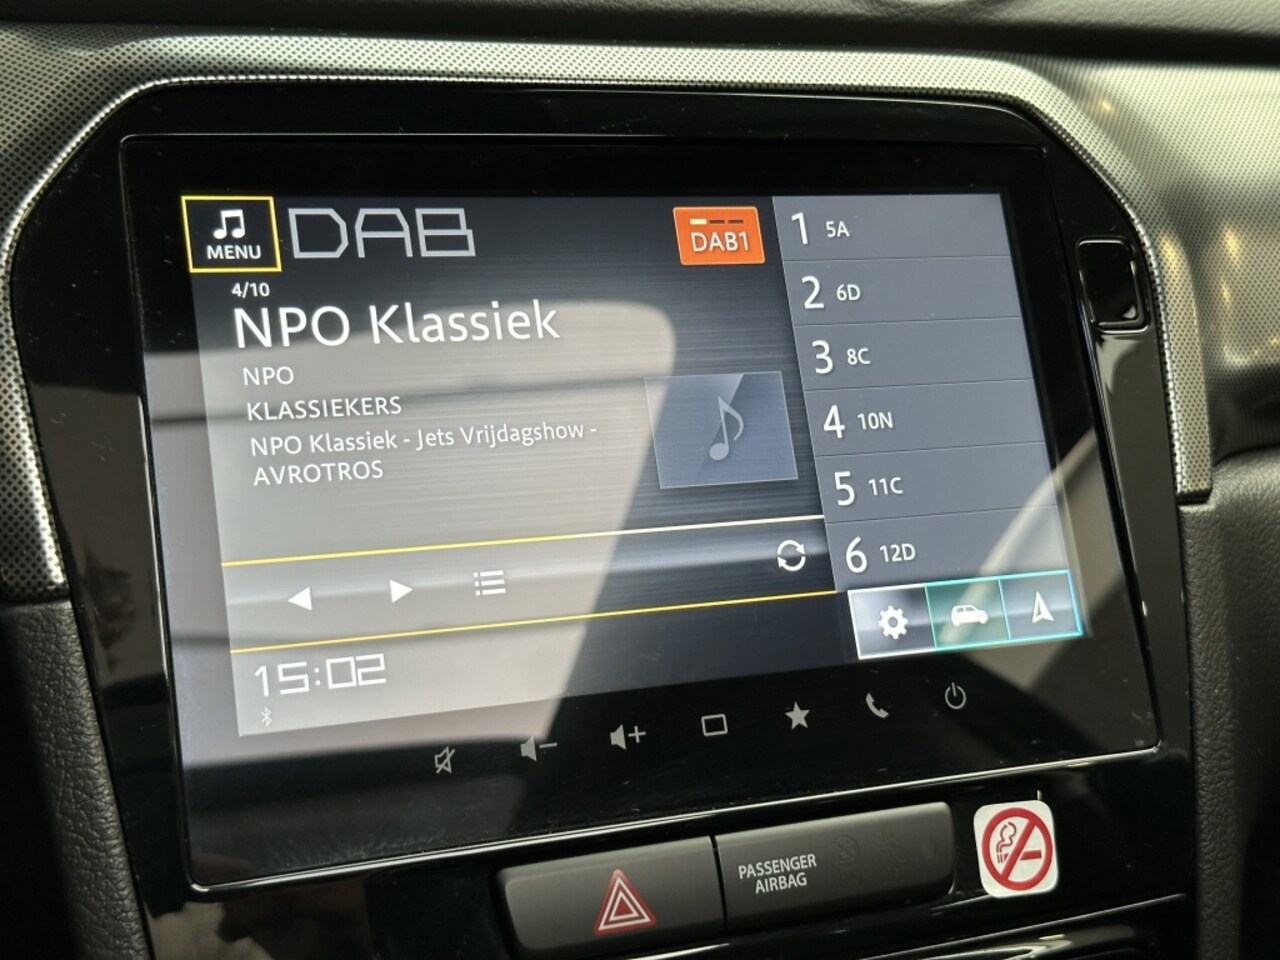 MENU
DAB
DAB1
4/10
NPO Klassiek
NPO
KLASSIEKERS
NPO Klassiek - Jets Vrijdagshow -
AVROTROS
1 5A
2 6D
3 8C
4 10N
5 11C
6 12D
15:02
PASSENGER
AIRBAG